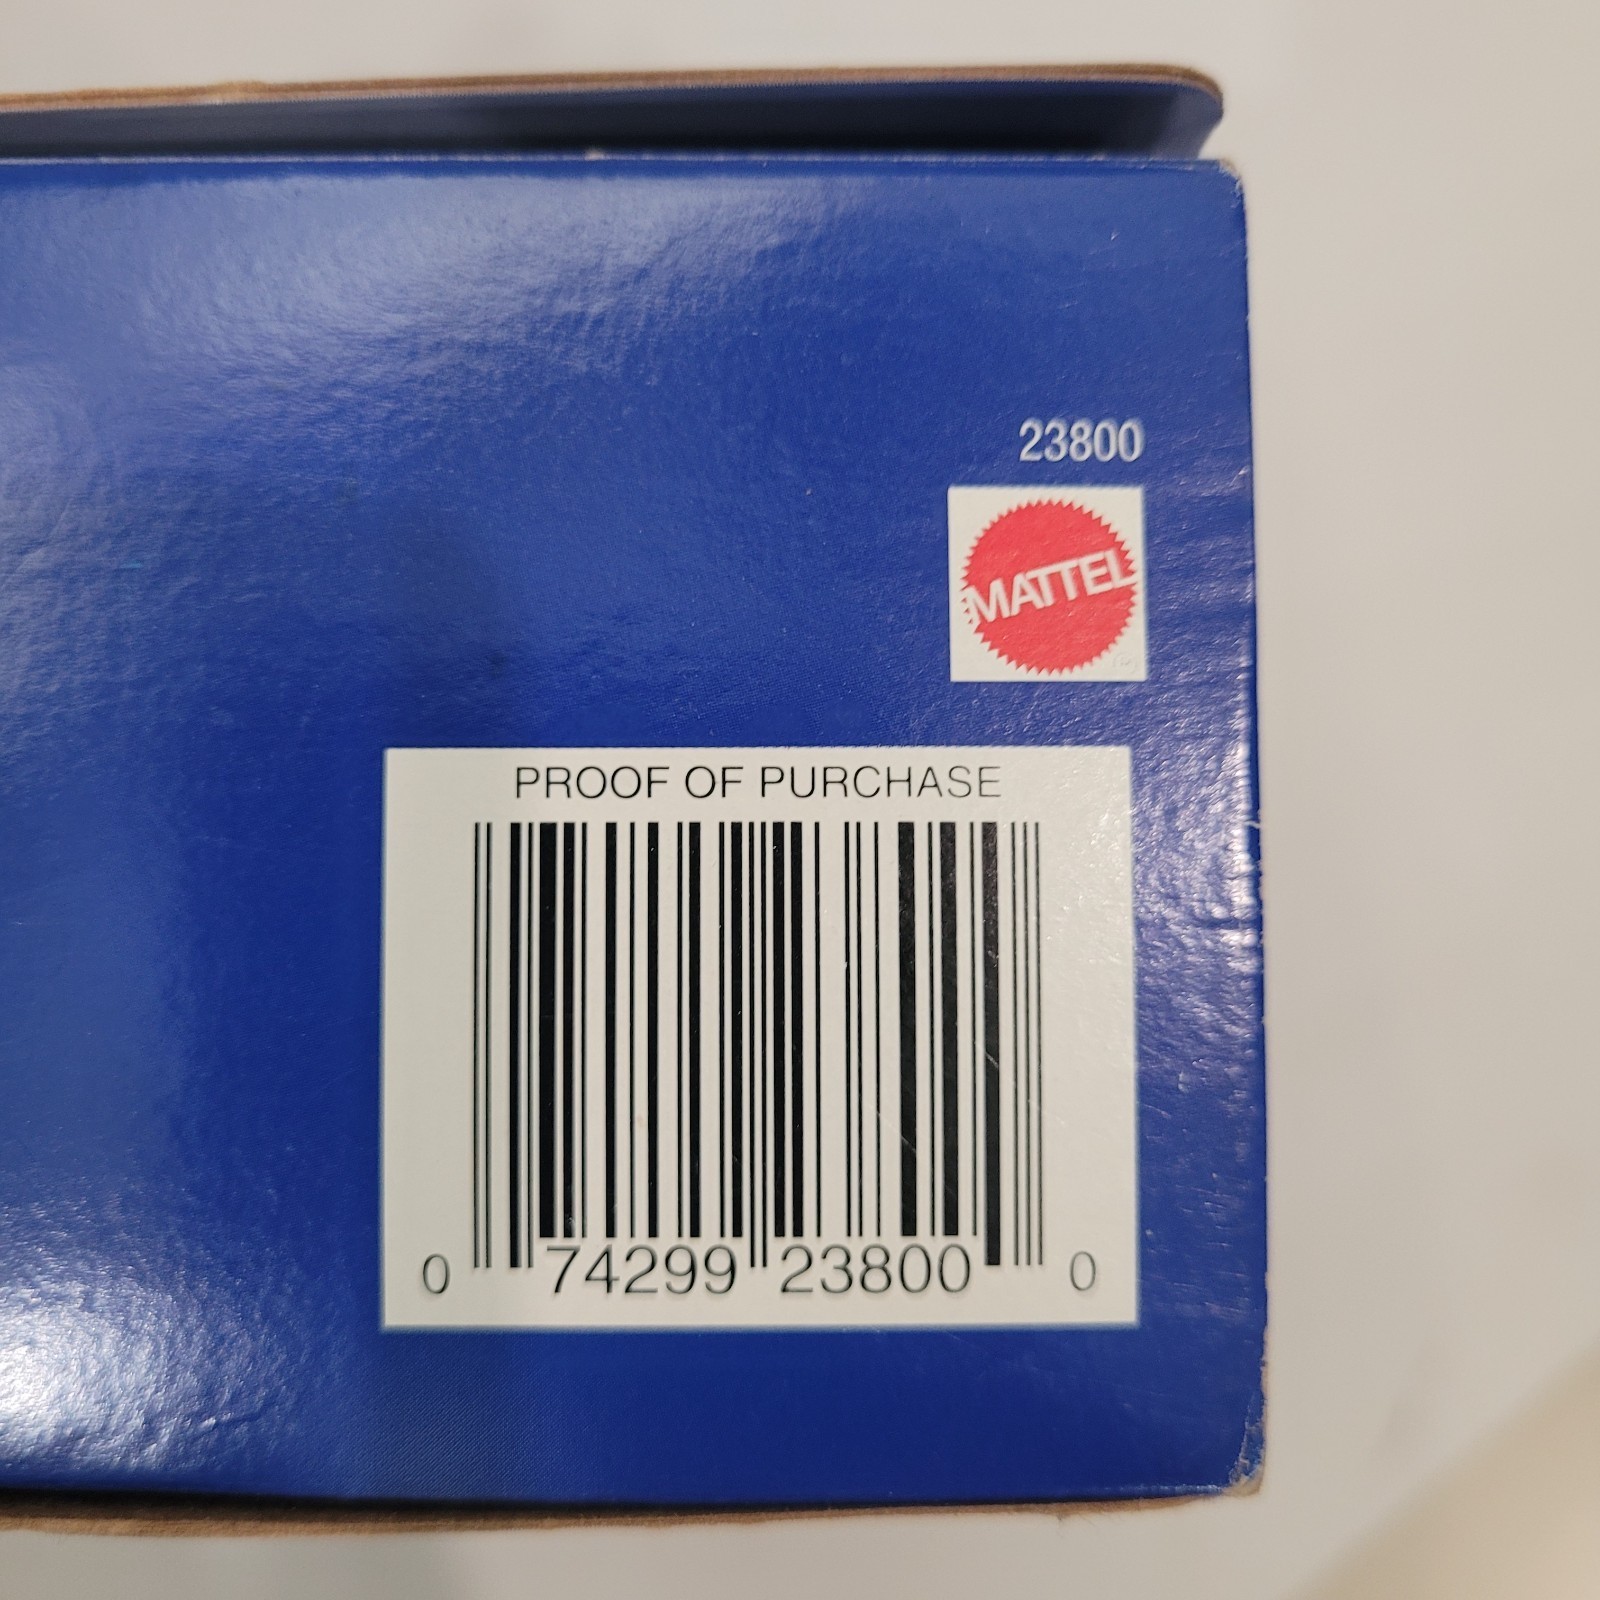 23800
MATTEL
®
PROOF OF PURCHASE
0 74299 23800 0